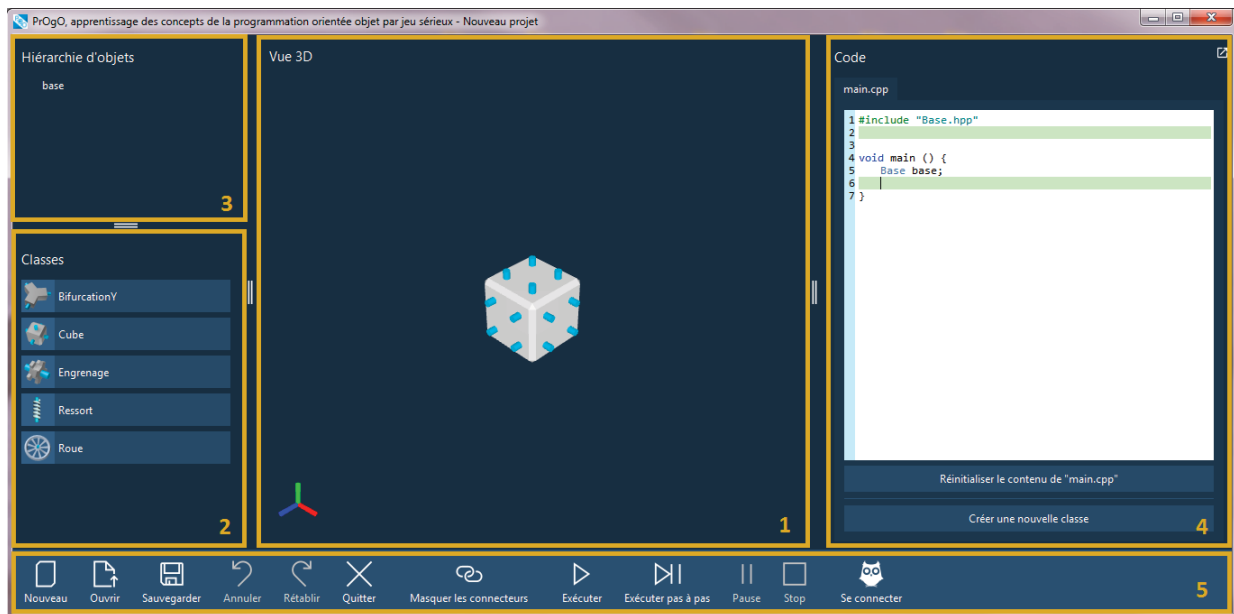 PrOgO, apprentissage des concepts de la programmation orientée objet par jeu sérieux - Nouveau projet
Hiérarchie d'objets
base
3
Classes
BifurcationY
Cube
Engrenage
Ressort
Roue
2
Vue 3D
1
Code
main.cpp
1 #include "Base.hpp"
2
3
4 void main () {
5 Base base;
6
7 }
Réinitialiser le contenu de "main.cpp"
Créer une nouvelle classe
4
Nouveau Ouvrir Sauvegarder Annuler Rétablir Quitter Masquer les connecteurs Exécuter Exécuter pas à pas Pause Stop Se connecter
5